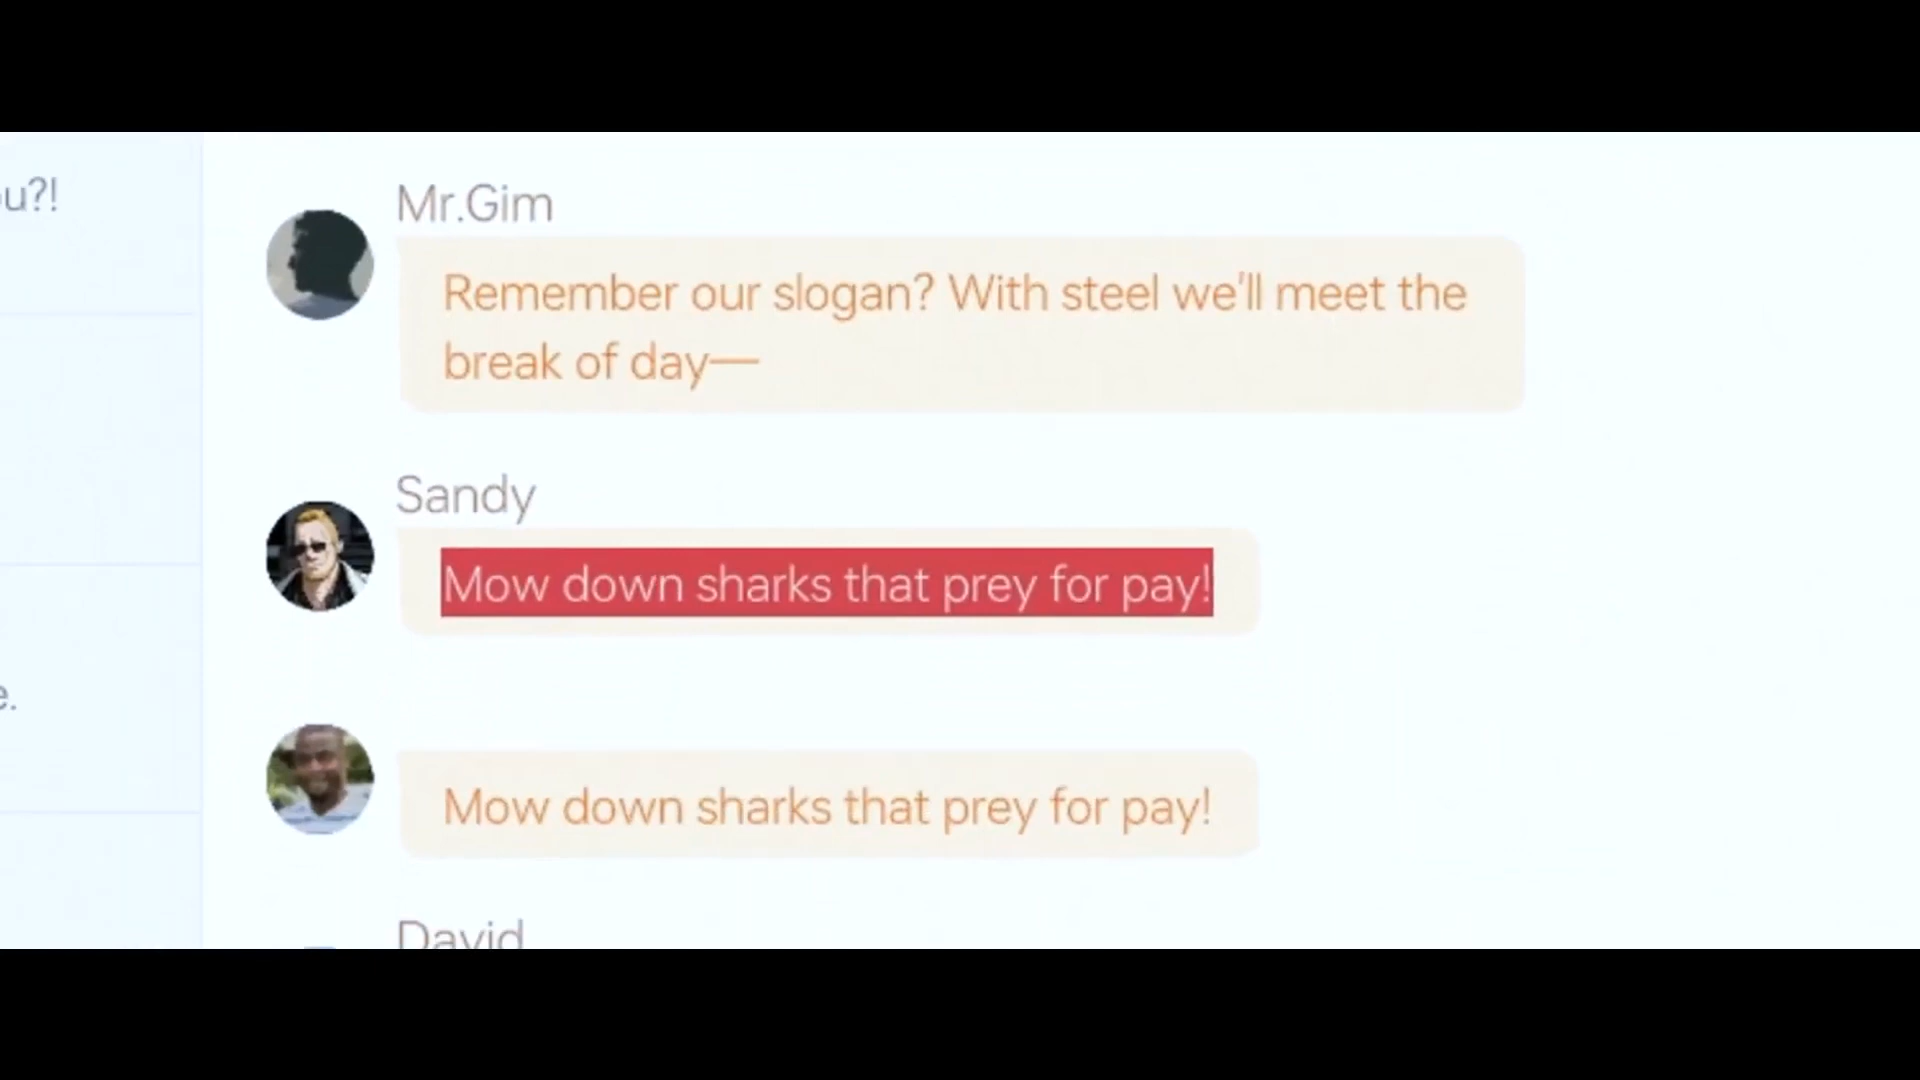 ou?!
Mr.Gim
Remember our slogan? With steel we'll meet the
break of day—
Sandy
Mow down sharks that prey for pay!
e.
Mow down sharks that prey for pay!
David